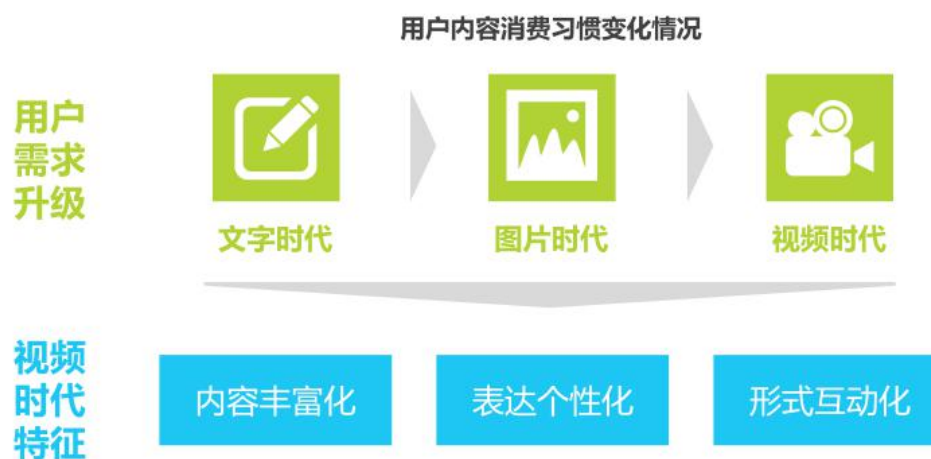 用户内容消费习惯变化情况
用户
需求
升级
文字时代
图片时代
视频时代
视频
时代
特征
内容丰富化
表达个性化
形式互动化